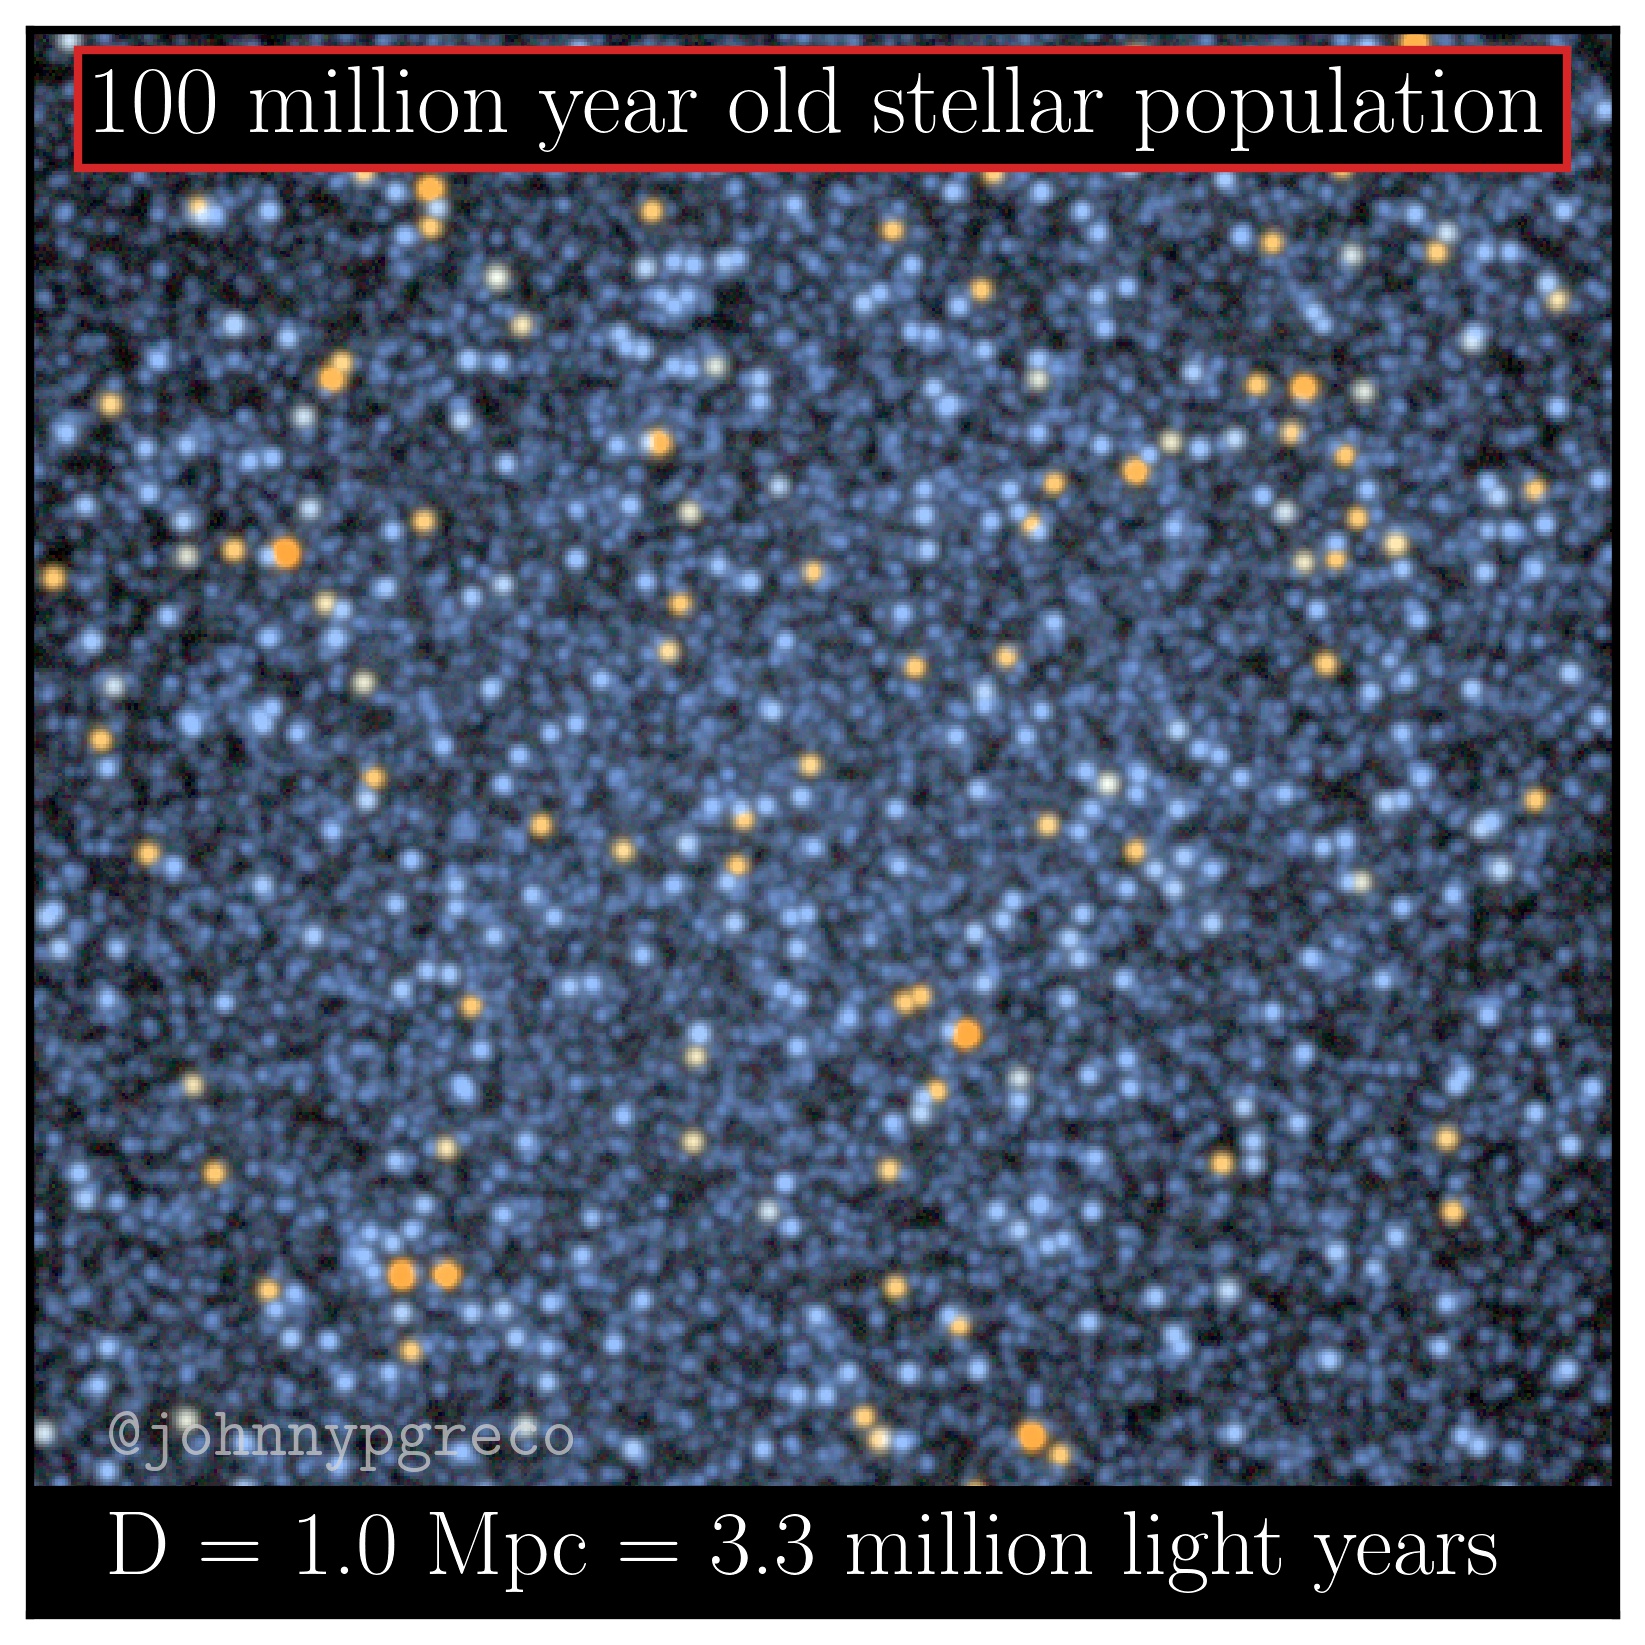 100 million year old stellar population
@johnnypgreco
D = 1.0 Mpc = 3.3 million light years